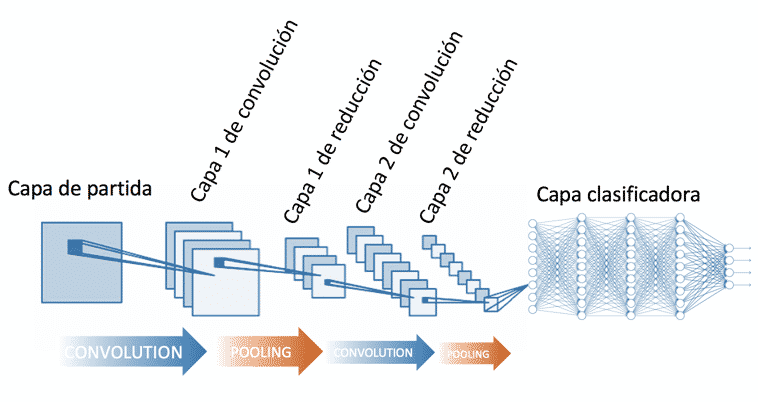 Capa de partida
Capa 1 de convolución
Capa 1 de reducción
Capa 2 de convolución
Capa 2 de reducción
Capa clasificadora
CONVOLUTION
POOLING
CONVOLUTION
POOLING